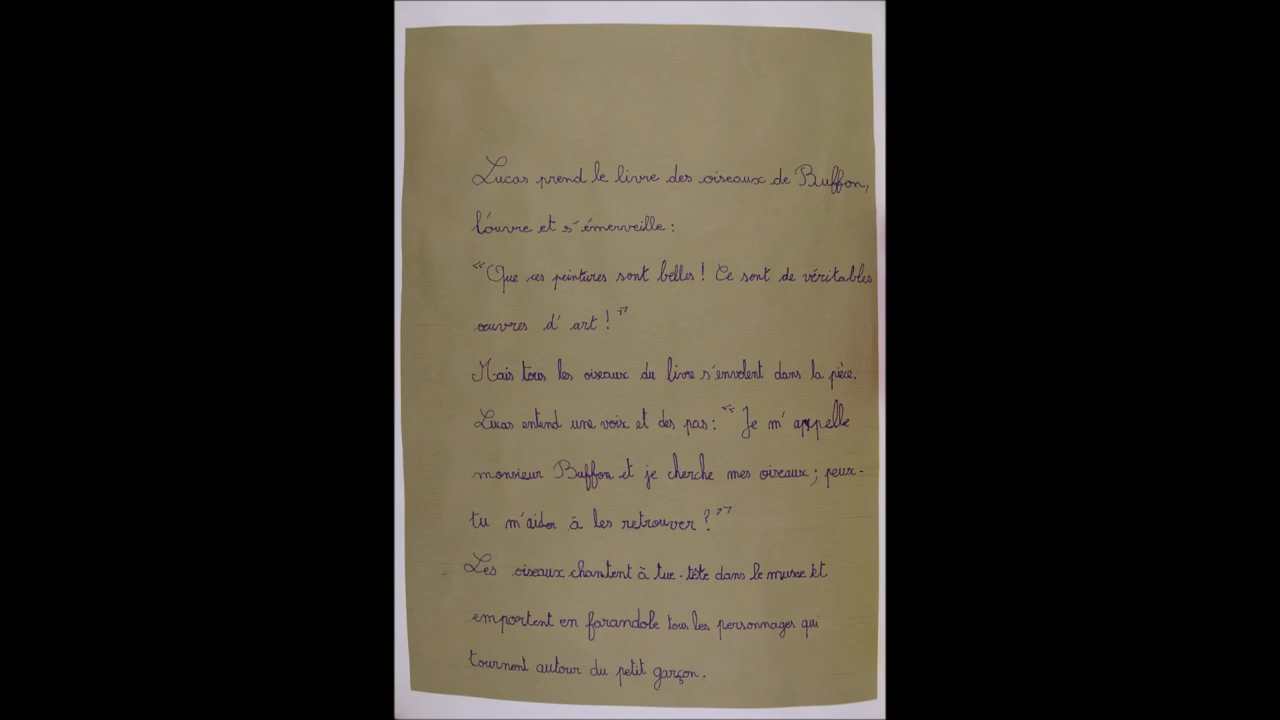 Lucas prend le livre des oiseaux de Buffon,
l'ouvre et s'émerveille :
"Que ces peintures sont belles ! Ce sont de véritables
œuvres d'art ! "
Mais tous les oiseaux du livre s'envolent dans la pièce.
Lucas entend une voix et des pas : " Je m'appelle
monsieur Buffon et je cherche mes oiseaux ; peux-
tu m'aider à les retrouver ? "
Les oiseaux chantent à tue-tête dans le musée et
emportent en farandole tous les personnages qui
tournent autour du petit garçon.